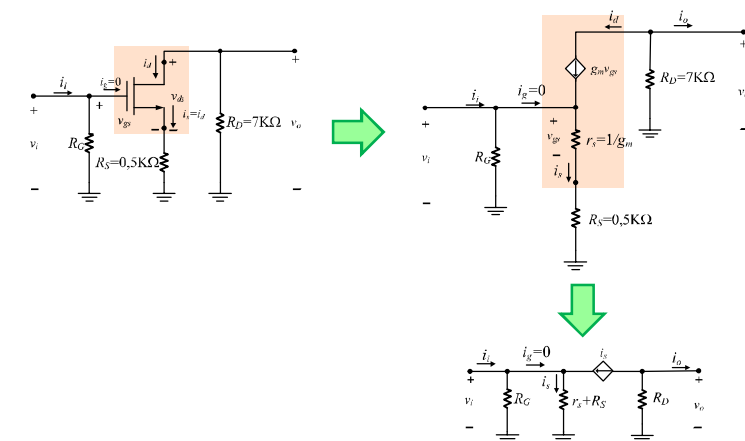 i_d
+
i_i
i_g=0
+
+
v_ds
i_s=i_d
v_gs
v_i
R_G
R_D=7KΩ
v_o
R_S=0,5KΩ
+
+
i_d
i_o
g_m v_gs
R_D=7KΩ
i_i
i_g=0
+
+
v_gs
r_s=1/g_m
v_i
R_G
i_s
R_S=0,5KΩ
i_i
i_g=0
i_s
i_o
+
+
i_s
v_i
R_G
r_s+R_S
R_D
v_o